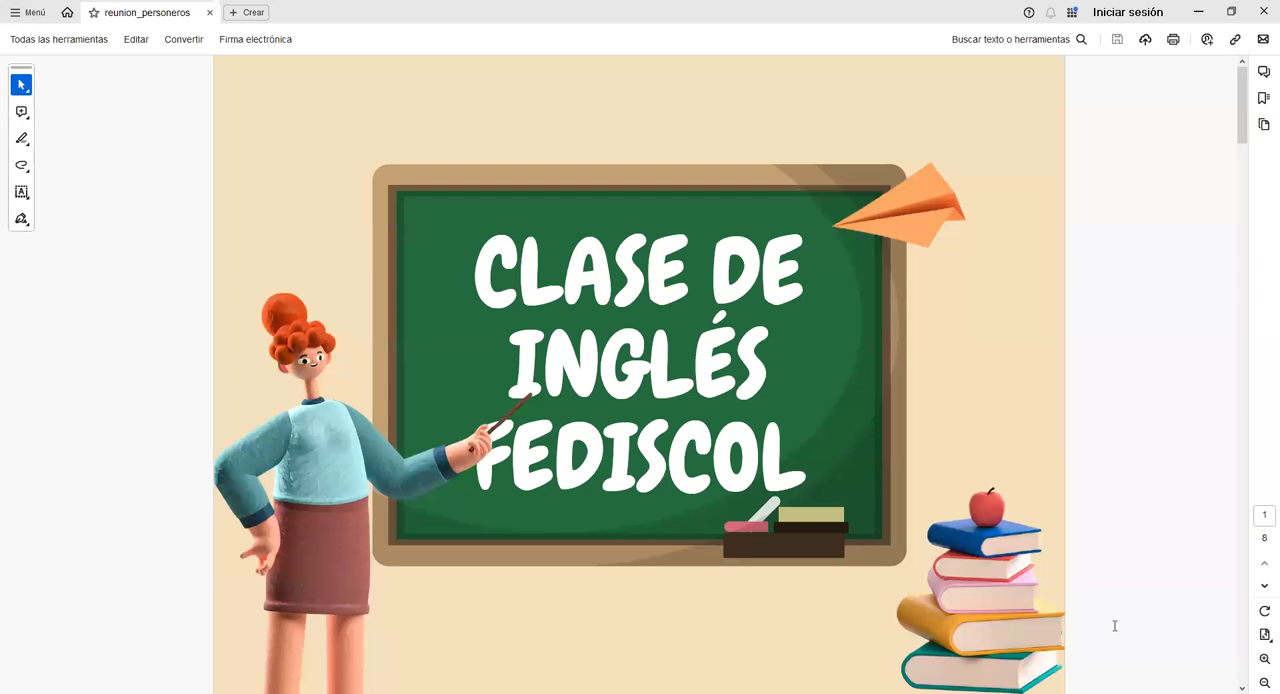 Menú
reunion_personeros
Crear
Iniciar sesión
Todas las herramientas
Editar
Convertir
Firma electrónica
Buscar texto o herramientas
CLASE DE
INGLÉS
FEDISCOL
1
8